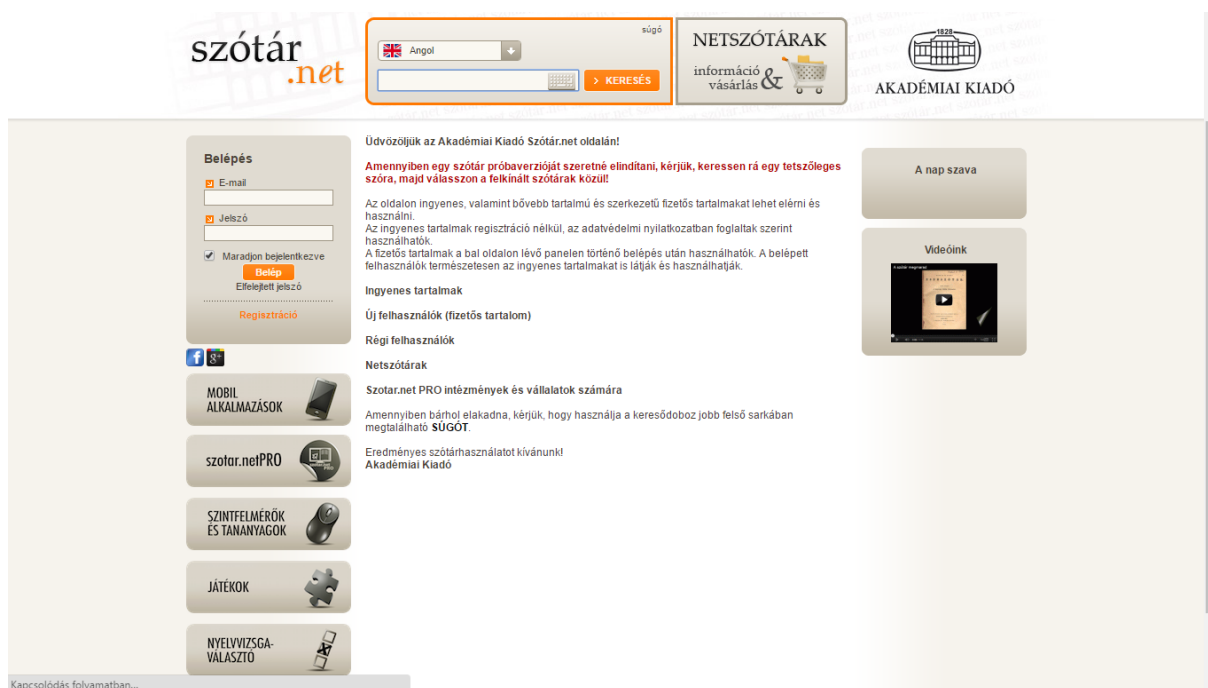 szótár
.net
súgó
Angol
> KERESÉS
NETSZÓTÁRAK
információ &
vásárlás
1828
AKADÉMIAI KIADÓ
Belépés
E-mail
Jelszó
Maradjon bejelentkezve
Belép
Elfelejtett jelszó
Regisztráció
MOBIL
ALKALMAZÁSOK
szotar.netPRO
SZINTFELMÉRŐK
ÉS TANANYAGOK
JÁTÉKOK
NYELVVIZSGA-
VÁLASZTÓ
Üdvözöljük az Akadémiai Kiadó Szótár.net oldalán!
Amennyiben egy szótár próbaverzióját szeretné elindítani, kérjük, keressen rá egy tetszőleges
szóra, majd válasszon a felkínált szótárak közül!
Az oldalon ingyenes, valamint bővebb tartalmú és szerkezetű fizetős tartalmakat lehet elérni és
használni.
Az ingyenes tartalmak regisztráció nélkül, az adatvédelmi nyilatkozatban foglaltak szerint
használhatók.
A fizetős tartalmak a bal oldalon lévő panelen történő belépés után használhatók. A belépett
felhasználók természetesen az ingyenes tartalmakat is látják és használhatják.
Ingyenes tartalmak
Új felhasználók (fizetős tartalom)
Régi felhasználók
Netszótárak
Szotar.net PRO intézmények és vállalatok számára
Amennyiben bárhol elakadna, kérjük, hogy használja a keresődoboz jobb felső sarkában
megtalálható SÚGÓT.
Eredményes szótárhasználatot kívánunk!
Akadémiai Kiadó
A nap szava
Videóink
Kapcsolódás folyamatban...